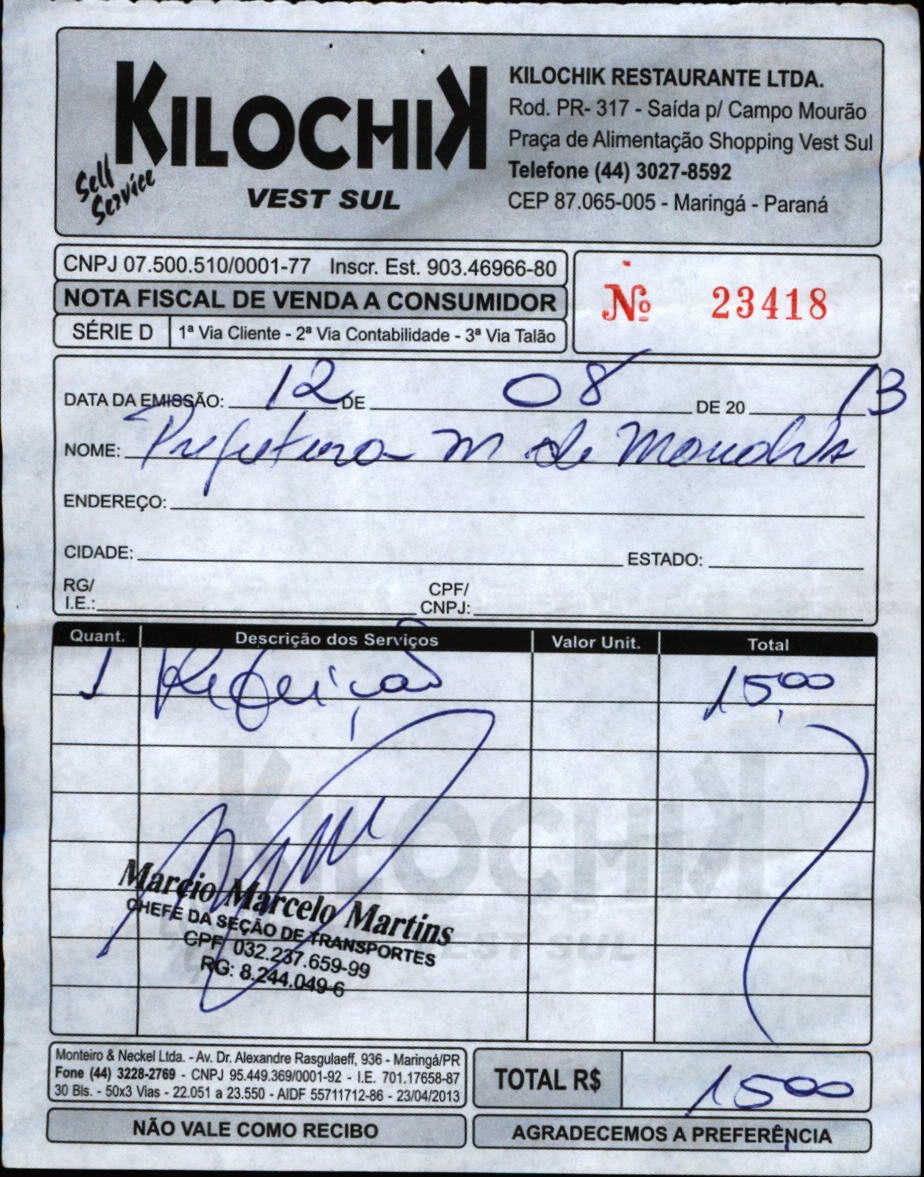 KILOCHIK
Self Service
VEST SUL
KILOCHIK RESTAURANTE LTDA.
Rod. PR- 317 - Saída p/ Campo Mourão
Praça de Alimentação Shopping Vest Sul
Telefone (44) 3027-8592
CEP 87.065-005 - Maringá - Paraná
CNPJ 07.500.510/0001-77 Inscr. Est. 903.46966-80
NOTA FISCAL DE VENDA A CONSUMIDOR
SÉRIE D 1ª Via Cliente - 2ª Via Contabilidade - 3ª Via Talão
Nº 23418
DATA DA EMISSÃO: 12 DE 08 DE 20 13
NOME: Prefeitura m de
ENDEREÇO:
CIDADE: ESTADO:
RG/ I.E.: CPF/ CNPJ:
Quant. Descrição dos Serviços Valor Unit. Total
1 Refeição 15,00
KILOCHIK
VEST SUL
Marcio Marcelo Martins
CHEFE DA SEÇÃO DE TRANSPORTES
CPF 032.237.659-99
RG: 8.244.049-6
Monteiro & Neckel Ltda. - Av. Dr. Alexandre Rasgulaeff, 936 - Maringá/PR
Fone (44) 3228-2769 - CNPJ 95.449.369/0001-92 - I.E. 701.17658-87
30 Bls. - 50x3 Vias - 22.051 a 23.550 - AIDF 55711712-86 - 23/04/2013
TOTAL R$ 15,00
NÃO VALE COMO RECIBO
AGRADECEMOS A PREFERÊNCIA